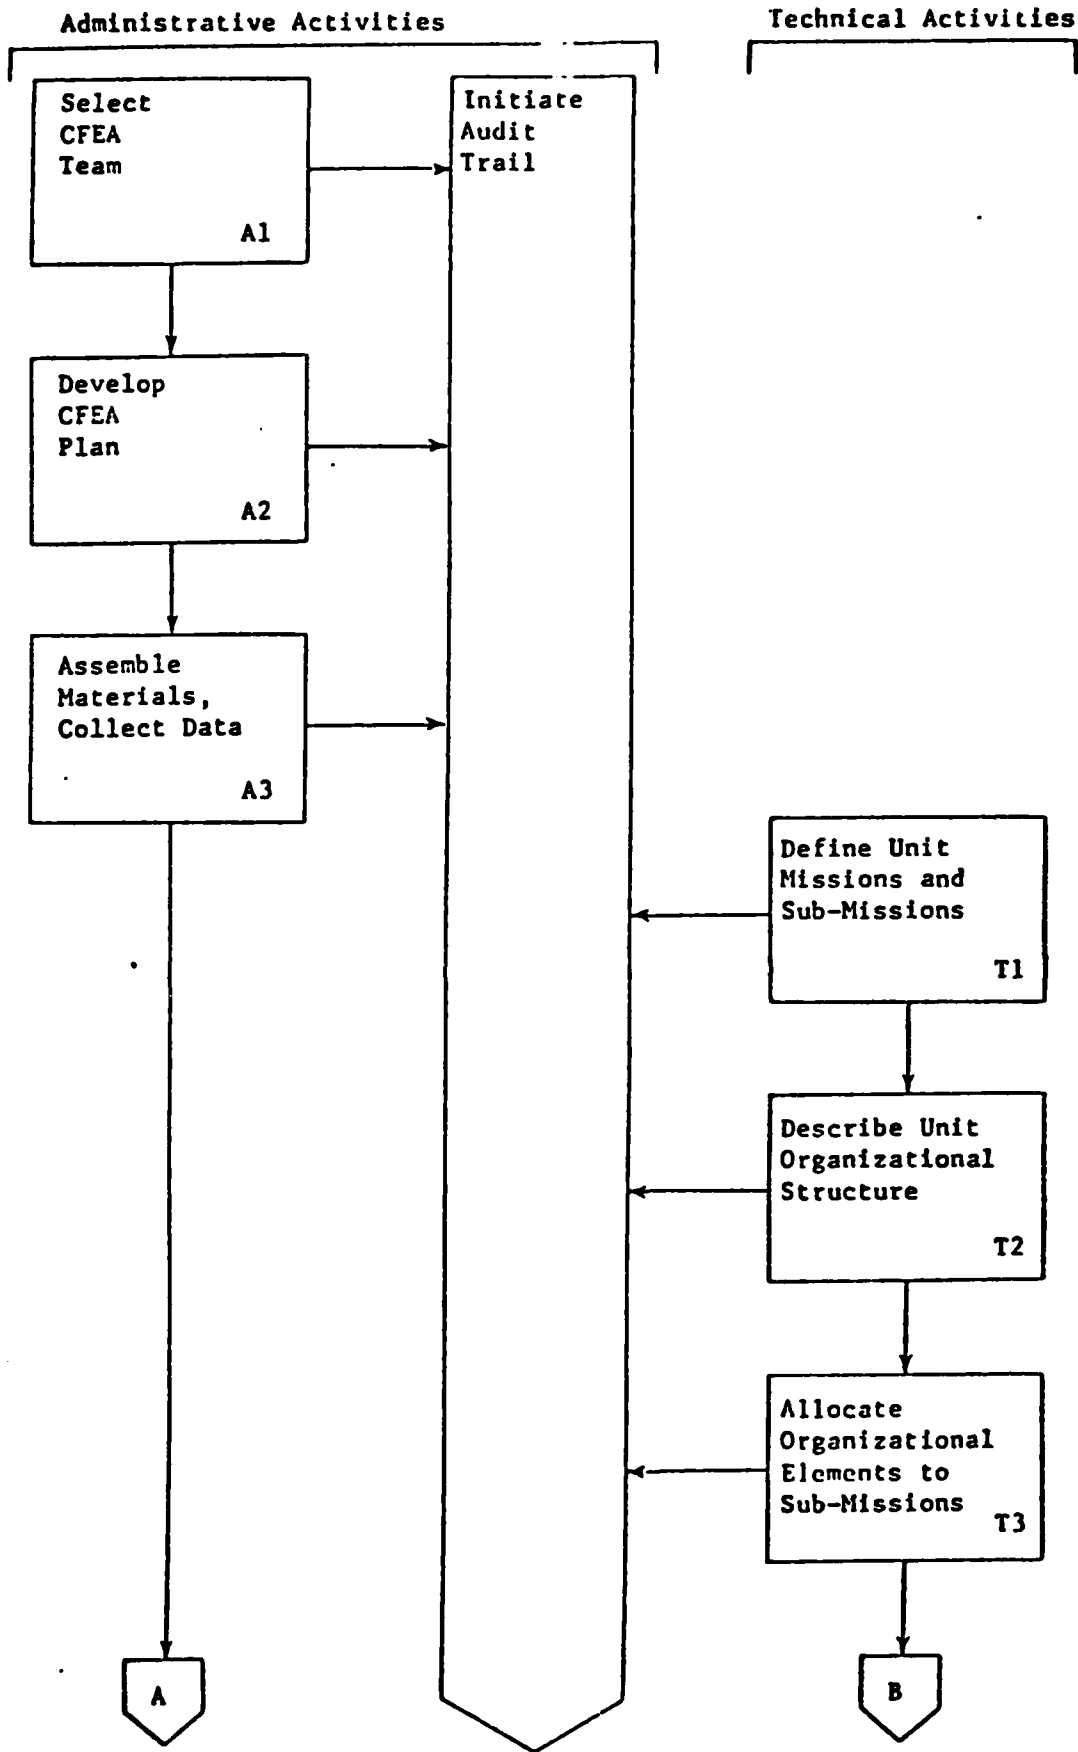 Administrative Activities
Technical Activities
Select
CFEA
Team
A1
Initiate
Audit
Trail
Develop
CFEA
Plan
A2
Assemble
Materials,
Collect Data
A3
Define Unit
Missions and
Sub-Missions
T1
Describe Unit
Organizational
Structure
T2
Allocate
Organizational
Elements to
Sub-Missions
T3
A
B